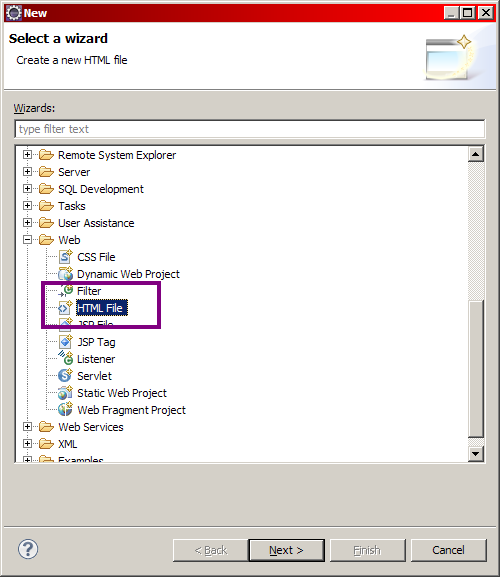 New
Select a wizard
Create a new HTML file
Wizards:
type filter text
Remote System Explorer
Server
SQL Development
Tasks
User Assistance
Web
CSS File
Dynamic Web Project
Filter
HTML File
JSP File
JSP Tag
Listener
Servlet
Static Web Project
Web Fragment Project
Web Services
XML
Examples
? < Back Next > Finish Cancel